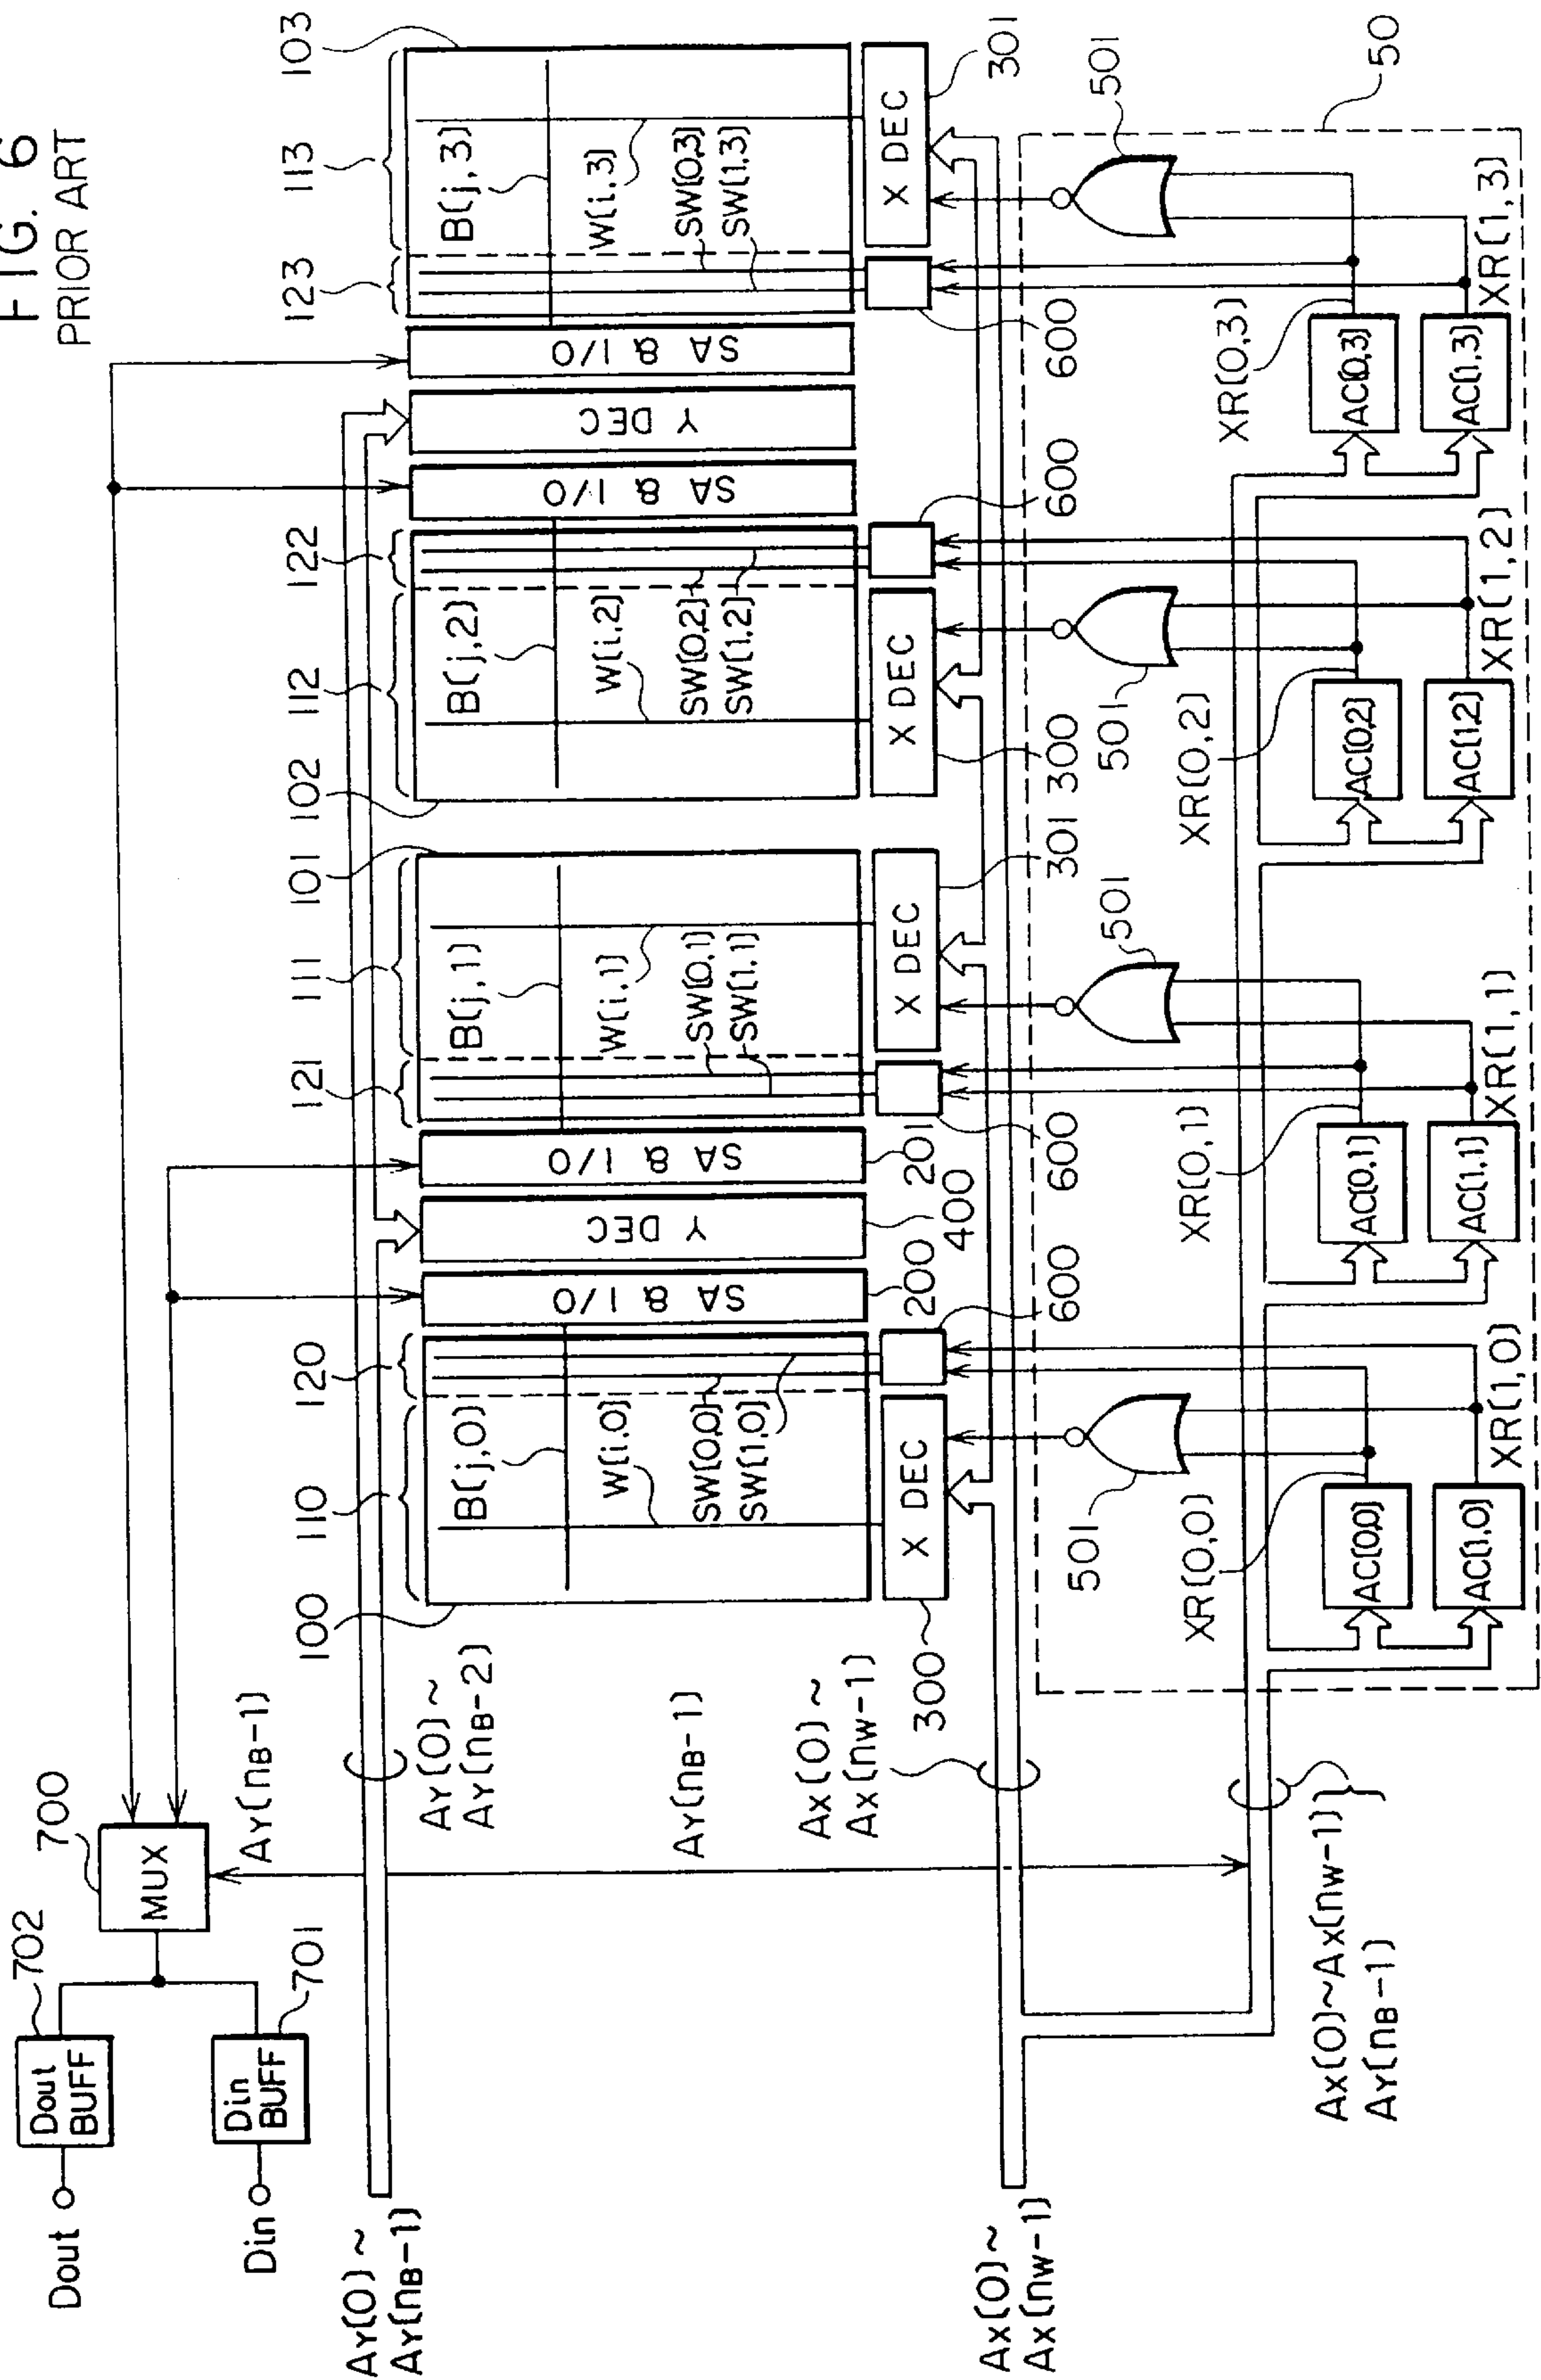 FIG. 6
PRIOR ART
Dout
Dout
BUFF
702
Din
Din
BUFF
701
MUX
700
AY(nB-1)
AY(0)~
AY(nB-1)
AY(0)~
AY(nB-2)
AY(nB-1)
AX(0)~
AX(nW-1)
AX(0)~
AX(nW-1)
AX(0)~AX(nW-1)
AY(nB-1)
100
110
120
B(j,0)
W(i,0)
SW(0,0)
SW(1,0)
SA & I/O
200
Y DEC
400
SA & I/O
201
121
111
101
B(j,1)
W(i,1)
SW(0,1)
SW(1,1)
102
112
122
B(j,2)
W(i,2)
SW(0,2)
SW(1,2)
SA & I/O
Y DEC
SA & I/O
123
113
103
B(j,3)
W(i,3)
SW(0,3)
SW(1,3)
X DEC
300
600
600
X DEC
301
X DEC
300
600
600
X DEC
301
501
501
501
501
50
XR(0,0)
AC(0,0)
AC(1,0)
XR(1,0)
XR(0,1)
AC(0,1)
AC(1,1)
XR(1,1)
XR(0,2)
AC(0,2)
AC(1,2)
XR(1,2)
XR(0,3)
AC(0,3)
AC(1,3)
XR(1,3)